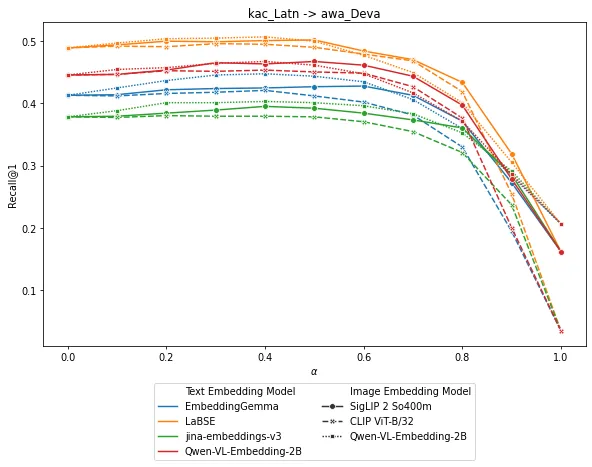 kac_Latn -> awa_Deva
Recall@1
0.5
0.4
0.3
0.2
0.1
0.0
0.2
0.4
0.6
0.8
1.0
α
Text Embedding Model
EmbeddingGemma
LaBSE
jina-embeddings-v3
Qwen-VL-Embedding-2B
Image Embedding Model
SigLIP 2 So400m
CLIP ViT-B/32
Qwen-VL-Embedding-2B